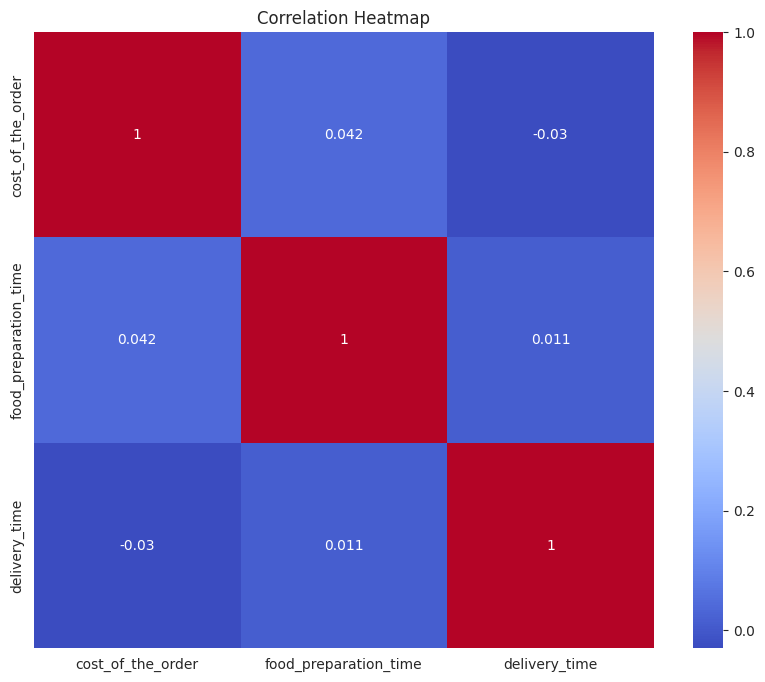 Correlation Heatmap
cost_of_the_order
1
0.042
-0.03
food_preparation_time
0.042
1
0.011
delivery_time
-0.03
0.011
1
cost_of_the_order
food_preparation_time
delivery_time
1.0
0.8
0.6
0.4
0.2
0.0